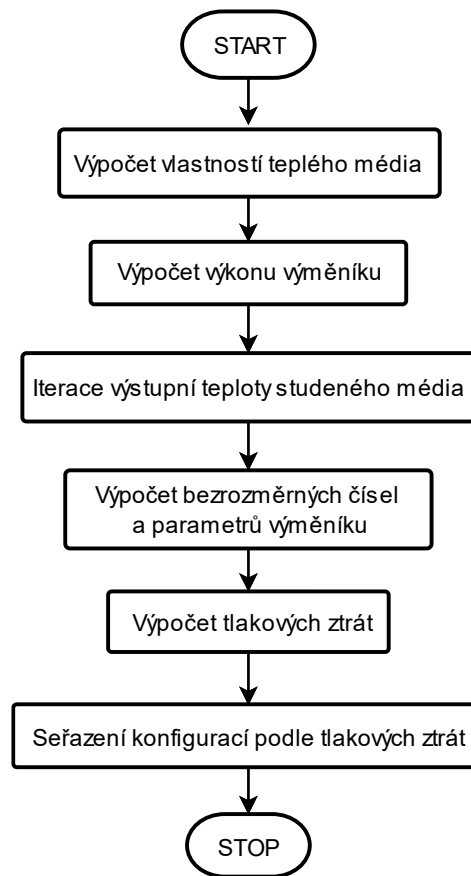 START
Výpočet vlastností teplého média
Výpočet výkonu výměníku
Iterace výstupní teploty studeného média
Výpočet bezrozměrných čísel
a parametrů výměníku
Výpočet tlakových ztrát
Seřazení konfigurací podle tlakových ztrát
STOP